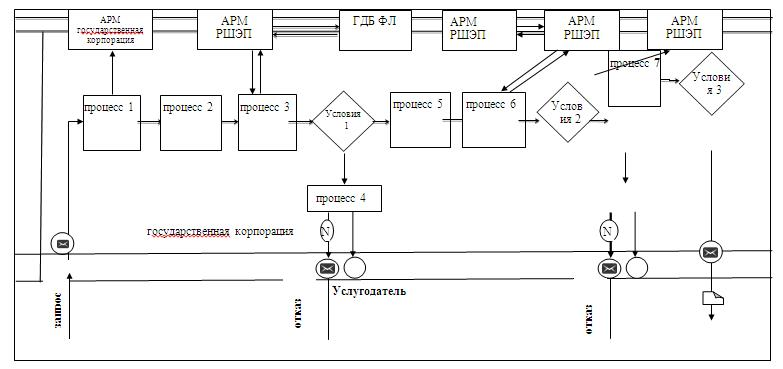 АРМ
государственная
корпорация
АРМ
РШЭП
ГДБ ФЛ
АРМ
РШЭП
АРМ
РШЭП
АРМ
РШЭП
процесс 1
процесс 2
процесс 3
Условия
1
процесс 5
процесс 6
Услов
ия 2
процесс 7
Услови
я 3
процесс 4
государственная корпорация
N
N
запрос
отказ
Услугодатель
отказ